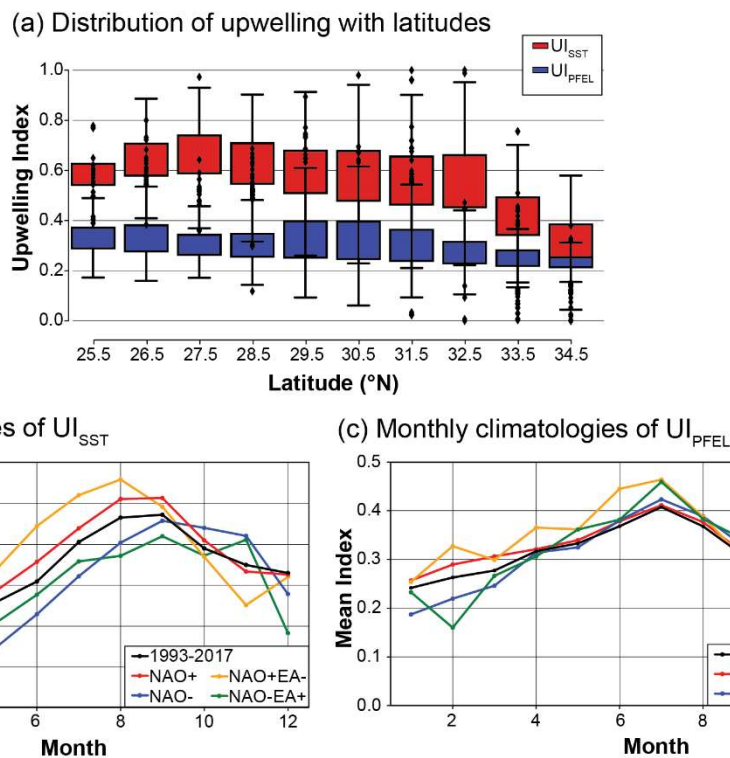 (a) Distribution of upwelling with latitudes
UISST
UIPFEL
1.0
0.8
0.6
0.4
0.2
0.0
Upwelling Index
25.5 26.5 27.5 28.5 29.5 30.5 31.5 32.5 33.5 34.5
Latitude (°N)
es of UISST
1993-2017
NAO+ NAO+EA-
NAO- NAO-EA+
6 8 10 12
Month
(c) Monthly climatologies of UIPFEL
0.5
0.4
0.3
0.2
0.1
0.0
Mean Index
2 4 6 8
Month